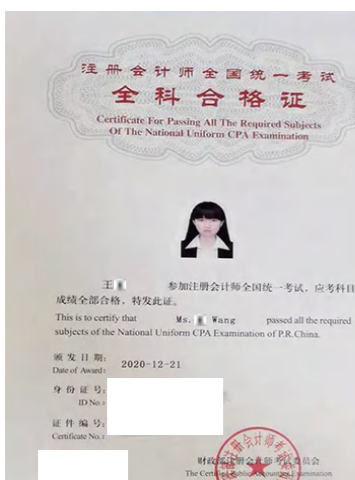 注册会计师全国统一考试
全科合格证
Certificate For Passing All The Required Subjects
Of The National Uniform CPA Examination
王 参加注册会计师全国统一考试，应考科目
成绩全部合格，特发此证。
This is to certify that Ms. Wang passed all the required
subjects of the National Uniform CPA Examination of P.R.China.
颁发日期：
2020-12-21
Date of Award:
身份证号：
ID No.:
证件编号：
Certificate No.:
财政部注册会计师考试委员会
The Certified Public Accountants Examination